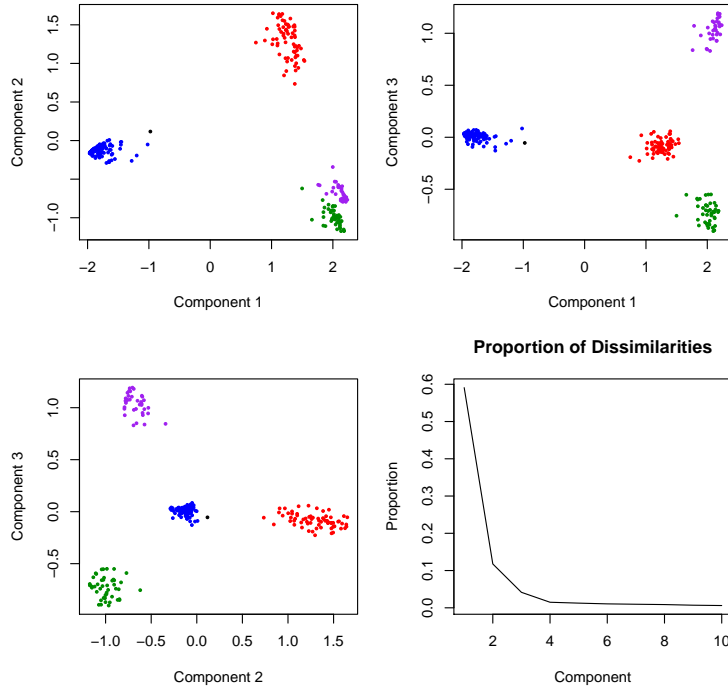 Component 2
1.5
1.0
0.5
0.0
−1.0
−2 −1 0 1 2
Component 1
Component 3
1.0
0.5
0.0
−0.5
−2 −1 0 1 2
Component 1
Component 3
1.0
0.5
0.0
−0.5
−1.0 −0.5 0.0 0.5 1.0 1.5
Component 2
Proportion of Dissimilarities
Proportion
0.6
0.5
0.4
0.3
0.2
0.1
0.0
2 4 6 8 10
Component